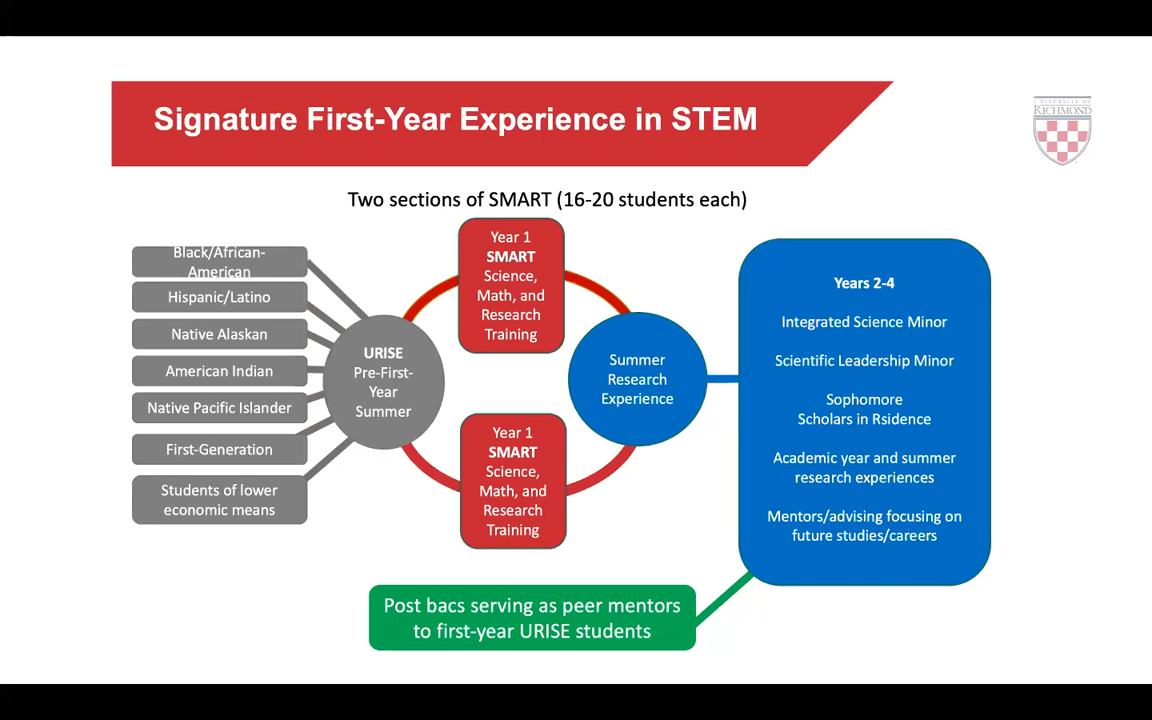 Signature First-Year Experience in STEM
UNIVERSITY OF
RICHMOND
Two sections of SMART (16-20 students each)
Black/African-
American
Hispanic/Latino
Native Alaskan
American Indian
Native Pacific Islander
First-Generation
Students of lower
economic means
URISE
Pre-First-
Year
Summer
Year 1
SMART
Science,
Math, and
Research
Training
Year 1
SMART
Science,
Math, and
Research
Training
Summer
Research
Experience
Years 2-4
Integrated Science Minor
Scientific Leadership Minor
Sophomore
Scholars in Rsidence
Academic year and summer
research experiences
Mentors/advising focusing on
future studies/careers
Post bacs serving as peer mentors
to first-year URISE students